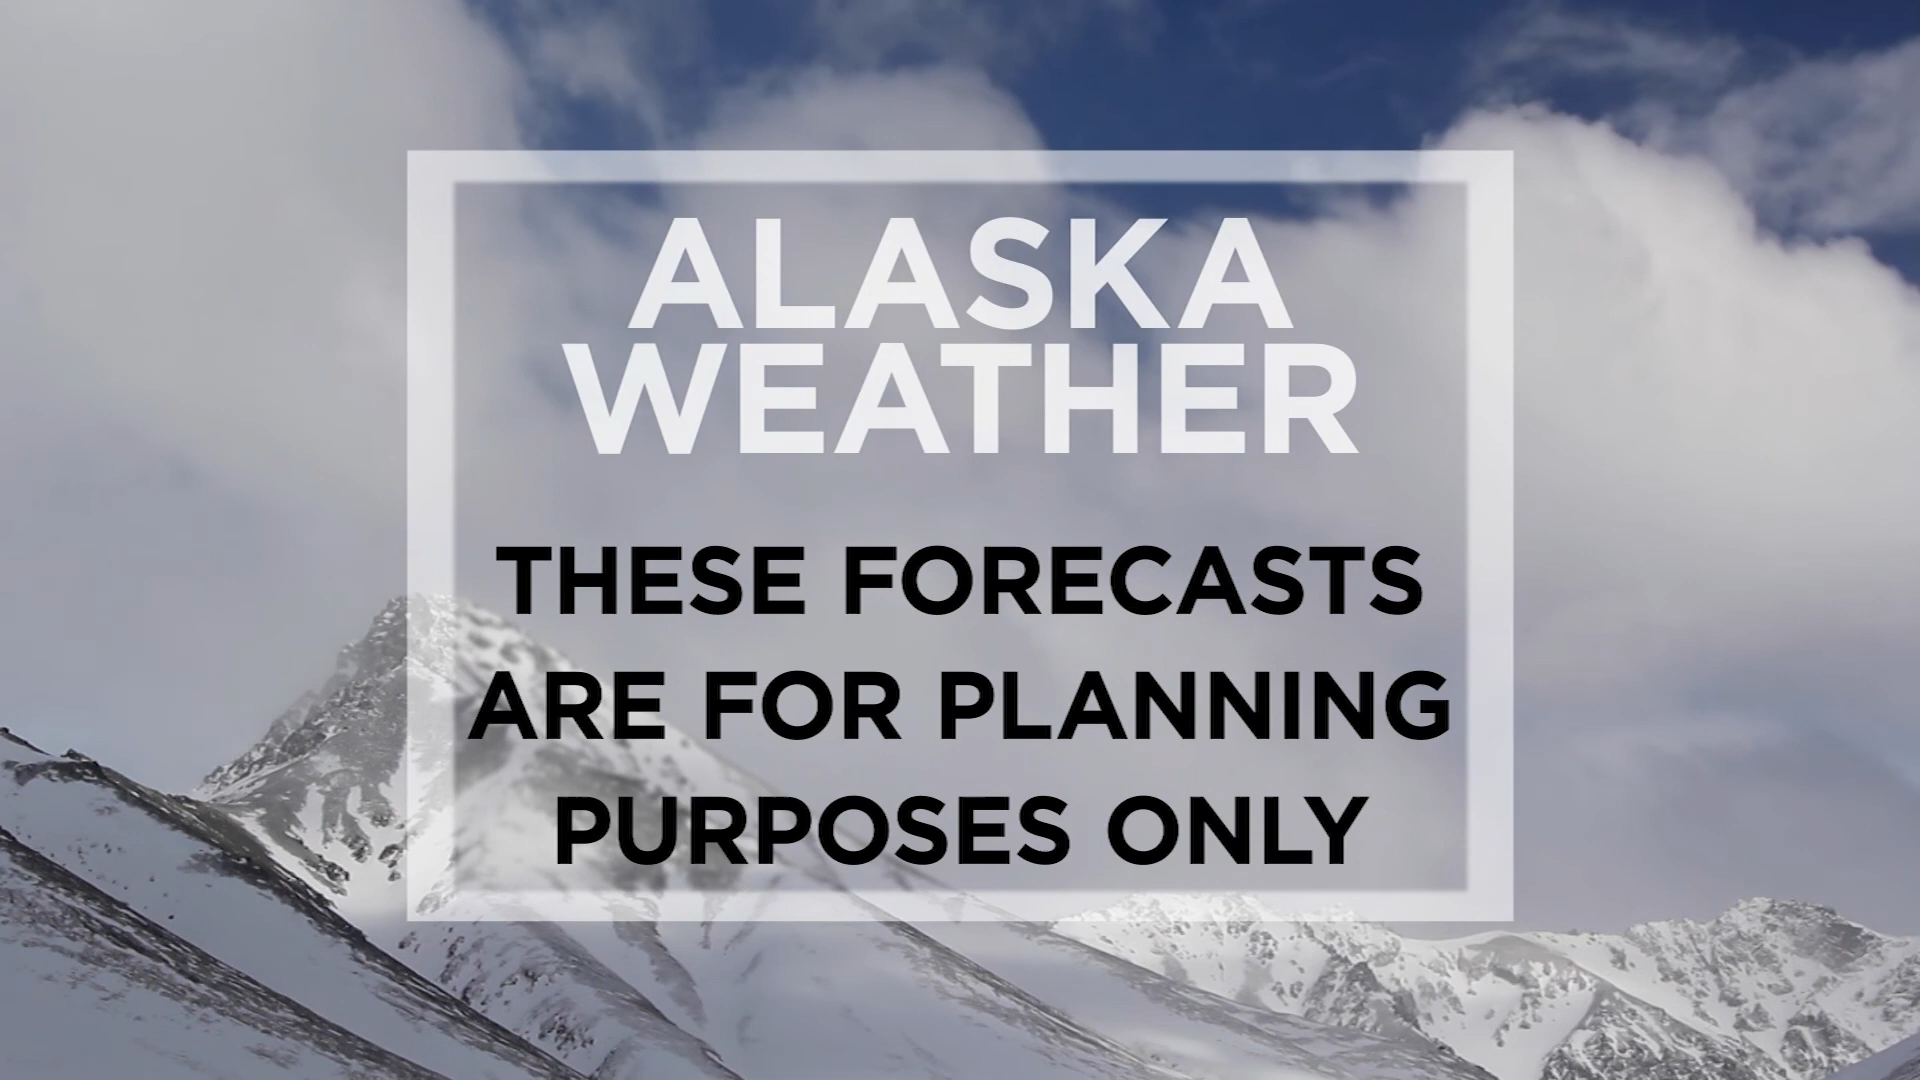 ALASKA
WEATHER
THESE FORECASTS
ARE FOR PLANNING
PURPOSES ONLY